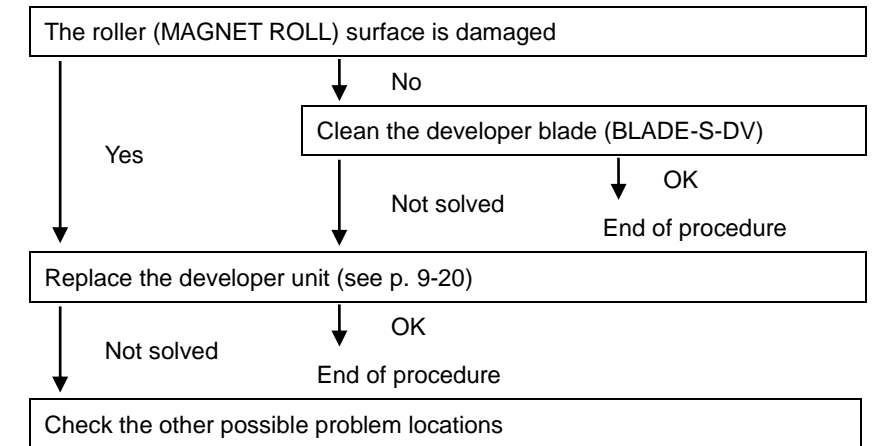 The roller (MAGNET ROLL) surface is damaged
No
Clean the developer blade (BLADE-S-DV)
Yes
OK
Not solved
End of procedure
Replace the developer unit (see p. 9-20)
OK
Not solved
End of procedure
Check the other possible problem locations